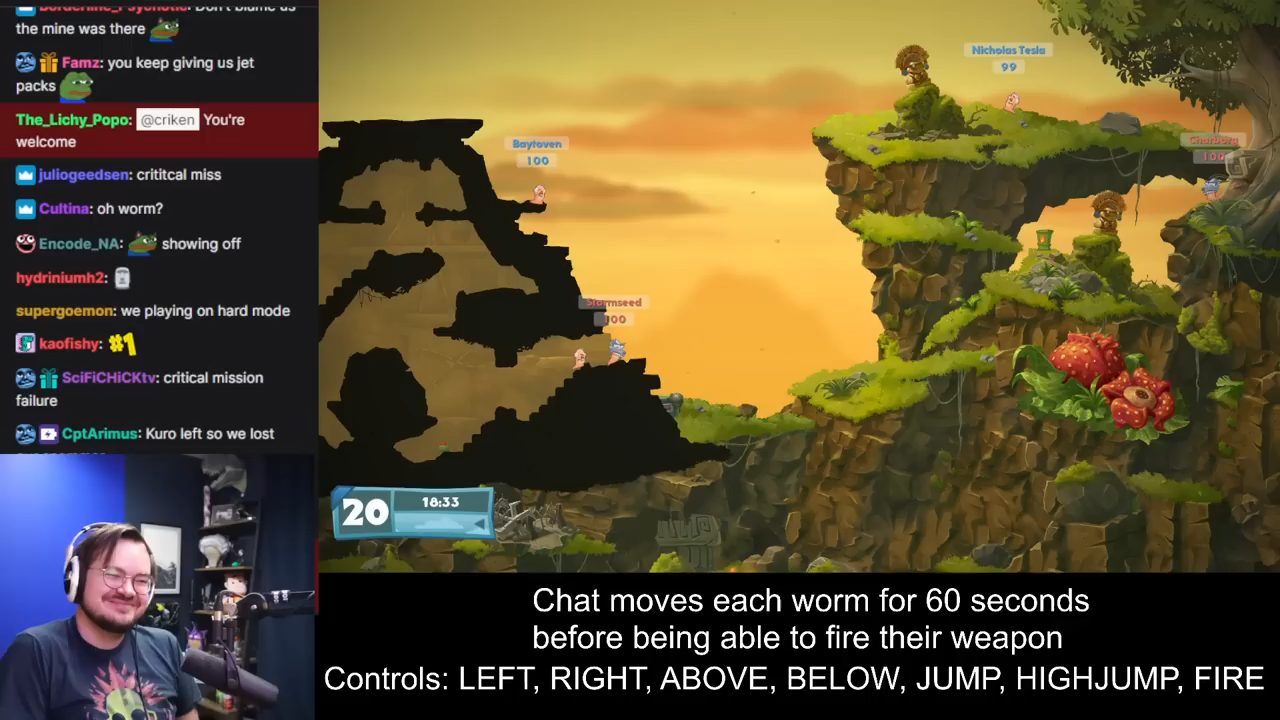 Borderline_Psychotic: Don't blame us
the mine was there
Famz: you keep giving us jet
packs
The_Lichy_Popo: @criken You're
welcome
juliogeedsen: crititcal miss
Cultina: oh worm?
Encode_NA: showing off
hydriniumh2:
supergoemon: we playing on hard mode
kaofishy: #1
SciFiCHiCKtv: critical mission
failure
CptArimus: Kuro left so we lost
Nicholas Tesla
99
Baytoven
100
100
Stormseed
100
20
18:33
Chat moves each worm for 60 seconds
before being able to fire their weapon
Controls: LEFT, RIGHT, ABOVE, BELOW, JUMP, HIGHJUMP, FIRE